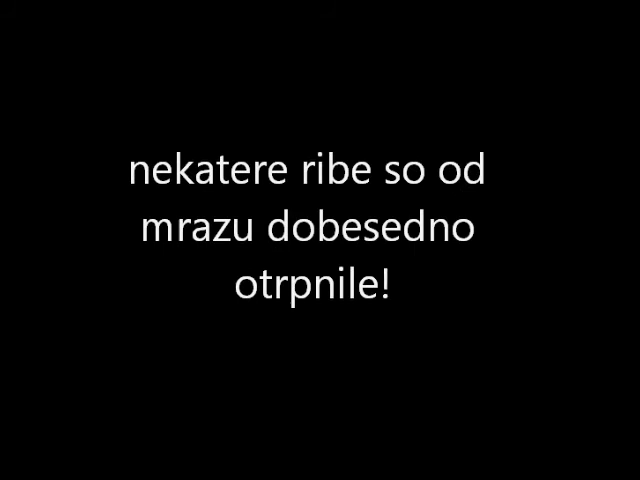 nekatere ribe so od
mrazu dobesedno
otrpnile!